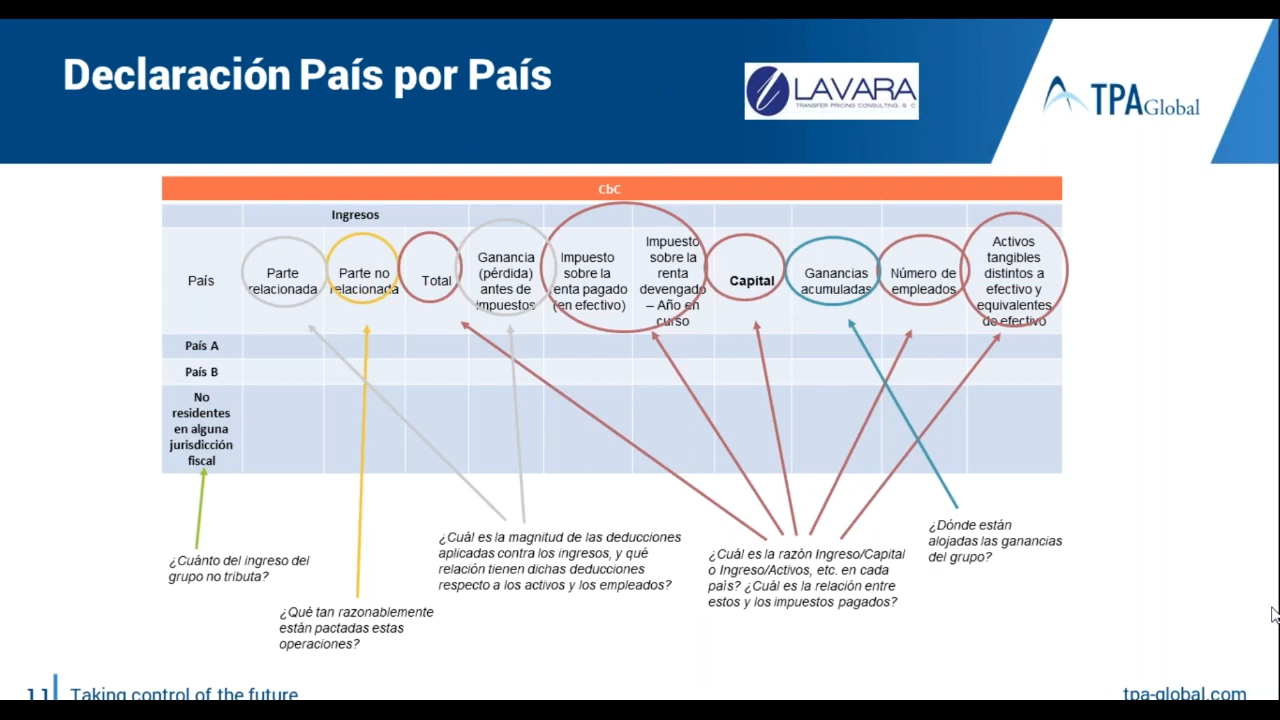 Declaración País por País
LAVARA
TRANSFER PRICING CONSULTING, S. C.
TPA Global
CbC
Ingresos
País
Parte
relacionada
Parte no
relacionada
Total
Ganancia
(pérdida)
antes de
impuestos
Impuesto
sobre la
renta pagado
(en efectivo)
Impuesto
sobre la
renta
devengado
– Año en
curso
Capital
Ganancias
acumuladas
Número de
empleados
Activos
tangibles
distintos a
efectivo y
equivalentes
de efectivo
País A
País B
No
residentes
en alguna
jurisdicción
fiscal
¿Cuánto del ingreso del
grupo no tributa?
¿Qué tan razonablemente
están pactadas estas
operaciones?
¿Cuál es la magnitud de las deducciones
aplicadas contra los ingresos, y qué
relación tienen dichas deducciones
respecto a los activos y los empleados?
¿Cuál es la razón Ingreso/Capital
o Ingreso/Activos, etc. en cada
país? ¿Cuál es la relación entre
estos y los impuestos pagados?
¿Dónde están
alojadas las ganancias
del grupo?
11
Taking control of the future
tpa-global.com